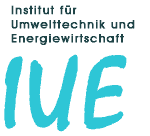 Institut für
Umwelttechnik und
Energiewirtschaft
IUE